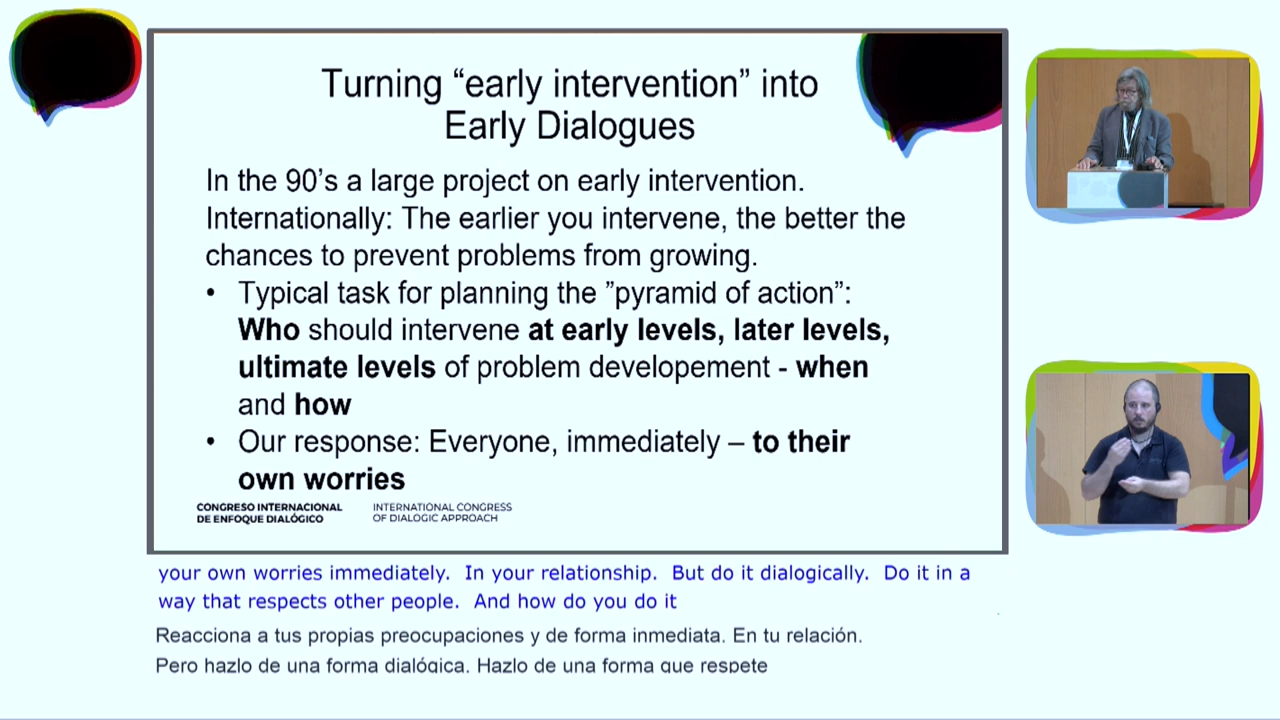 Turning “early intervention” into
Early Dialogues
In the 90’s a large project on early intervention.
Internationally: The earlier you intervene, the better the
chances to prevent problems from growing.
• Typical task for planning the ”pyramid of action”:
Who should intervene at early levels, later levels,
ultimate levels of problem developement - when
and how
• Our response: Everyone, immediately – to their
own worries
CONGRESO INTERNACIONAL
DE ENFOQUE DIALÓGICO
INTERNATIONAL CONGRESS
OF DIALOGIC APPROACH
your own worries immediately. In your relationship. But do it dialogically. Do it in a
way that respects other people. And how do you do it
Reacciona a tus propias preocupaciones y de forma inmediata. En tu relación.
Pero hazlo de una forma dialógica. Hazlo de una forma que respete